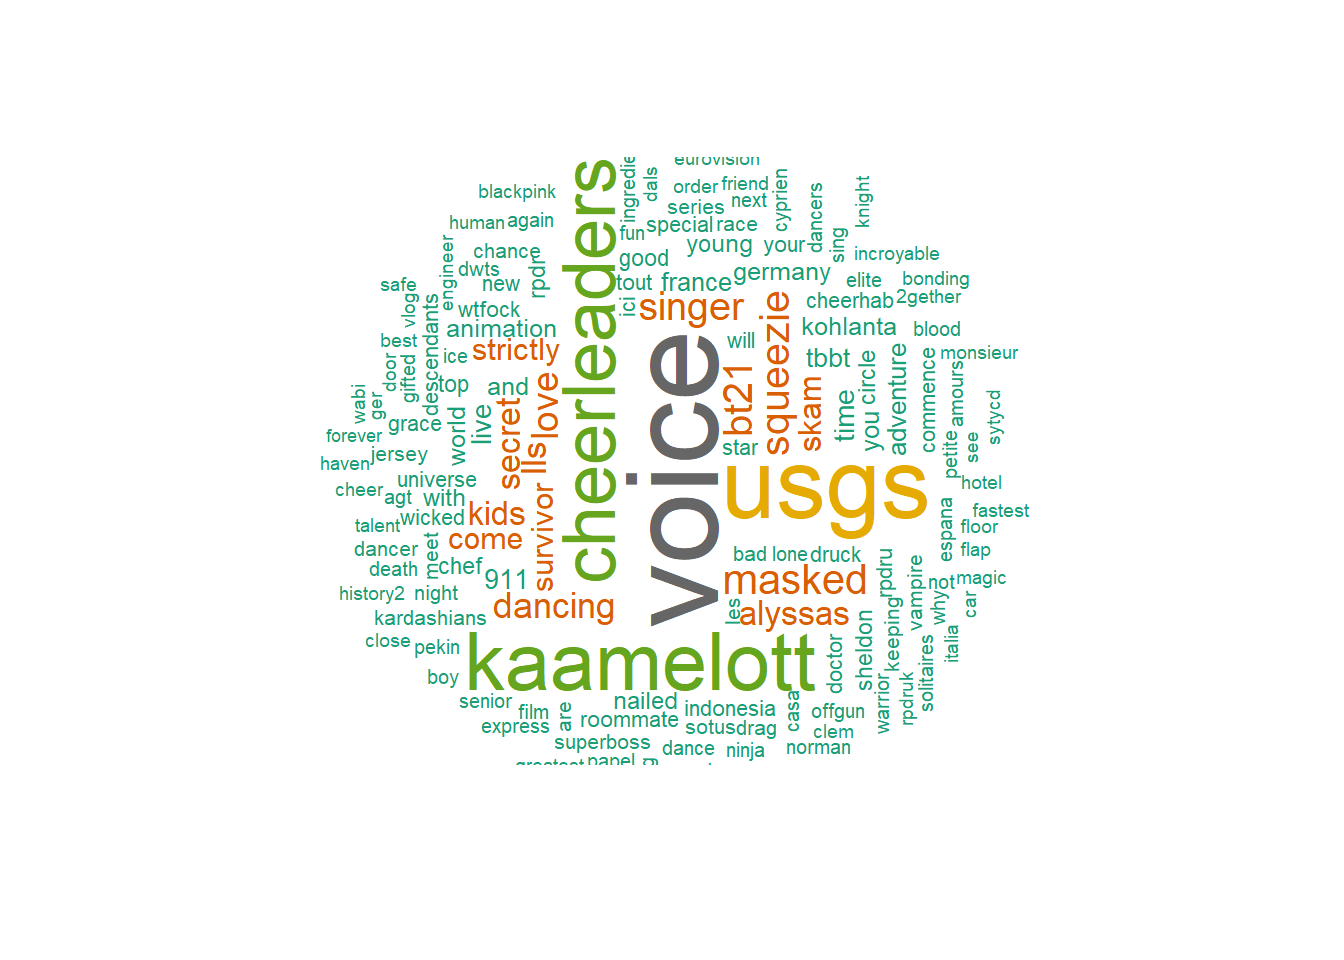 eurovision
blackpink
cheerleaders
dals
order
friend
cyprien
dancers
knight
human
again
series
next
fun
special
race
sing
engineer
chance
dwts
rpdr
good
young
your
incroyable
safe
vlog
new
tout
france
germany
elite
bonding
descendants
wtfock
ici
singer
squeezie
cheerhab
2gether
animation
voice
will
kohlanta
blood
best
door
gifted
ice
strictly
bt21
skam
tbbt
monsieur
wabi
ger
top
and
love
time
you
circle
adventure
commence
amours
sytycd
grace
world
live
secret
lls
star
petite
see
forever
jersey
haven
universe
usgs
hotel
cheer
agt
with
survivor
talent
wicked
kids
espana
fastest
floor
dancer
meet
come
bad
lone
druck
rpdru
flap
death
chef
911
masked
vampire
not
magic
history2
night
dancing
les
alyssas
keeping
why
car
kardashians
close
pekin
kaamelott
doctor
sheldon
solitaires
italia
boy
warrior
rpdruk
senior
film
are
nailed
indonesia
casa
offgun
express
roommate
sotus
drag
clem
superboss
dance
ninja
norman
papel